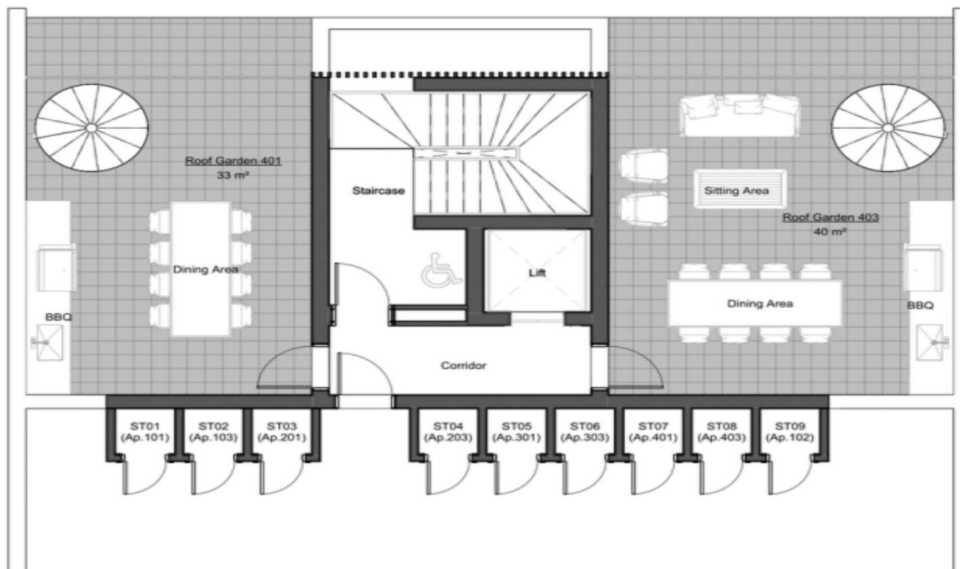 Roof Garden 401
33 m²
Staircase
Sitting Area
Roof Garden 403
40 m²
Dining Area
Lift
Dining Area
BBQ
BBQ
Corridor
ST01
(Ap.101)
ST02
(Ap.103)
ST03
(Ap.201)
ST04
(Ap.203)
ST05
(Ap.301)
ST06
(Ap.303)
ST07
(Ap.401)
ST08
(Ap.403)
ST09
(Ap.102)